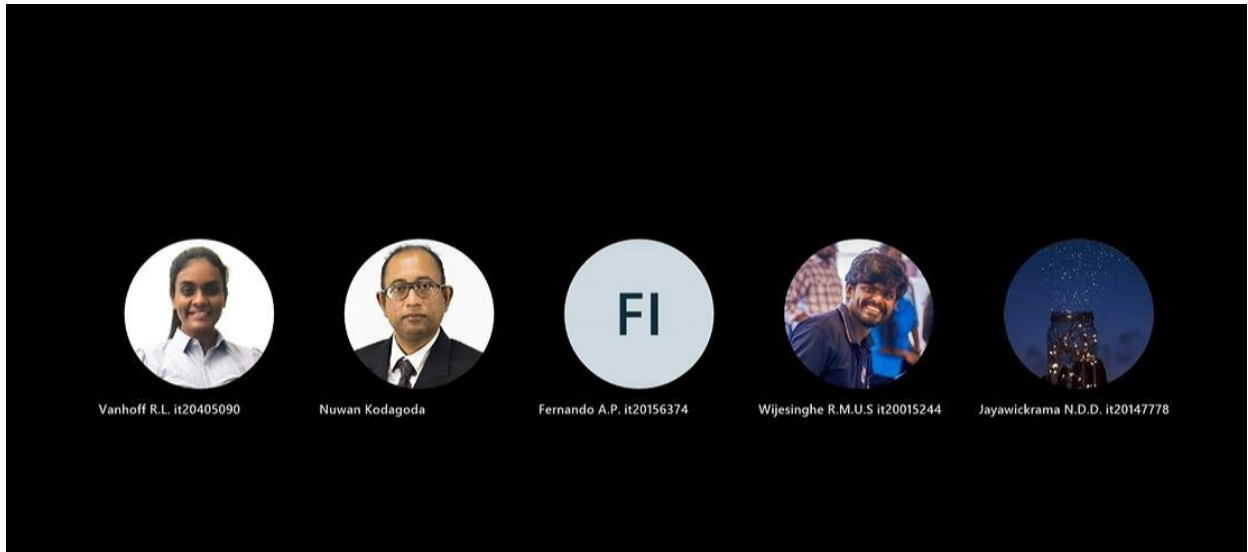 FI
Vanhoff R.L. it20405090
Nuwan Kodagoda
Fernando A.P. it20156374
Wijesinghe R.M.U.S it20015244
Jayawickrama N.D.D. it20147778